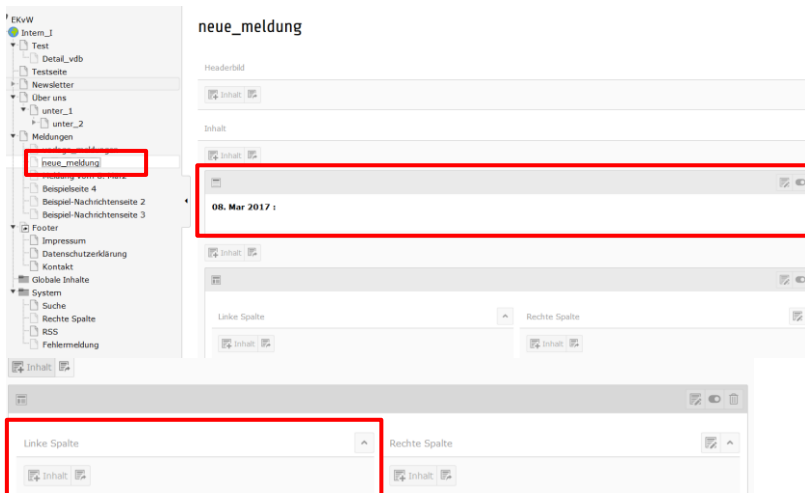 EKvW
Intern_I
Test
Detail_vdb
Testseite
Newsletter
Über uns
unter_1
unter_2
Meldungen
neue_meldung
Beispielseite 4
Beispiel-Nachrichtenseite 2
Beispiel-Nachrichtenseite 3
Footer
Impressum
Datenschutzerklärung
Kontakt
Globale Inhalte
System
Suche
Rechte Spalte
RSS
Fehlermeldung
neue_meldung
Headerbild
Inhalt
Inhalt
Inhalt
08. Mar 2017 :
Inhalt
Linke Spalte
Rechte Spalte
Inhalt
Inhalt
Inhalt
Linke Spalte
Rechte Spalte
Inhalt
Inhalt